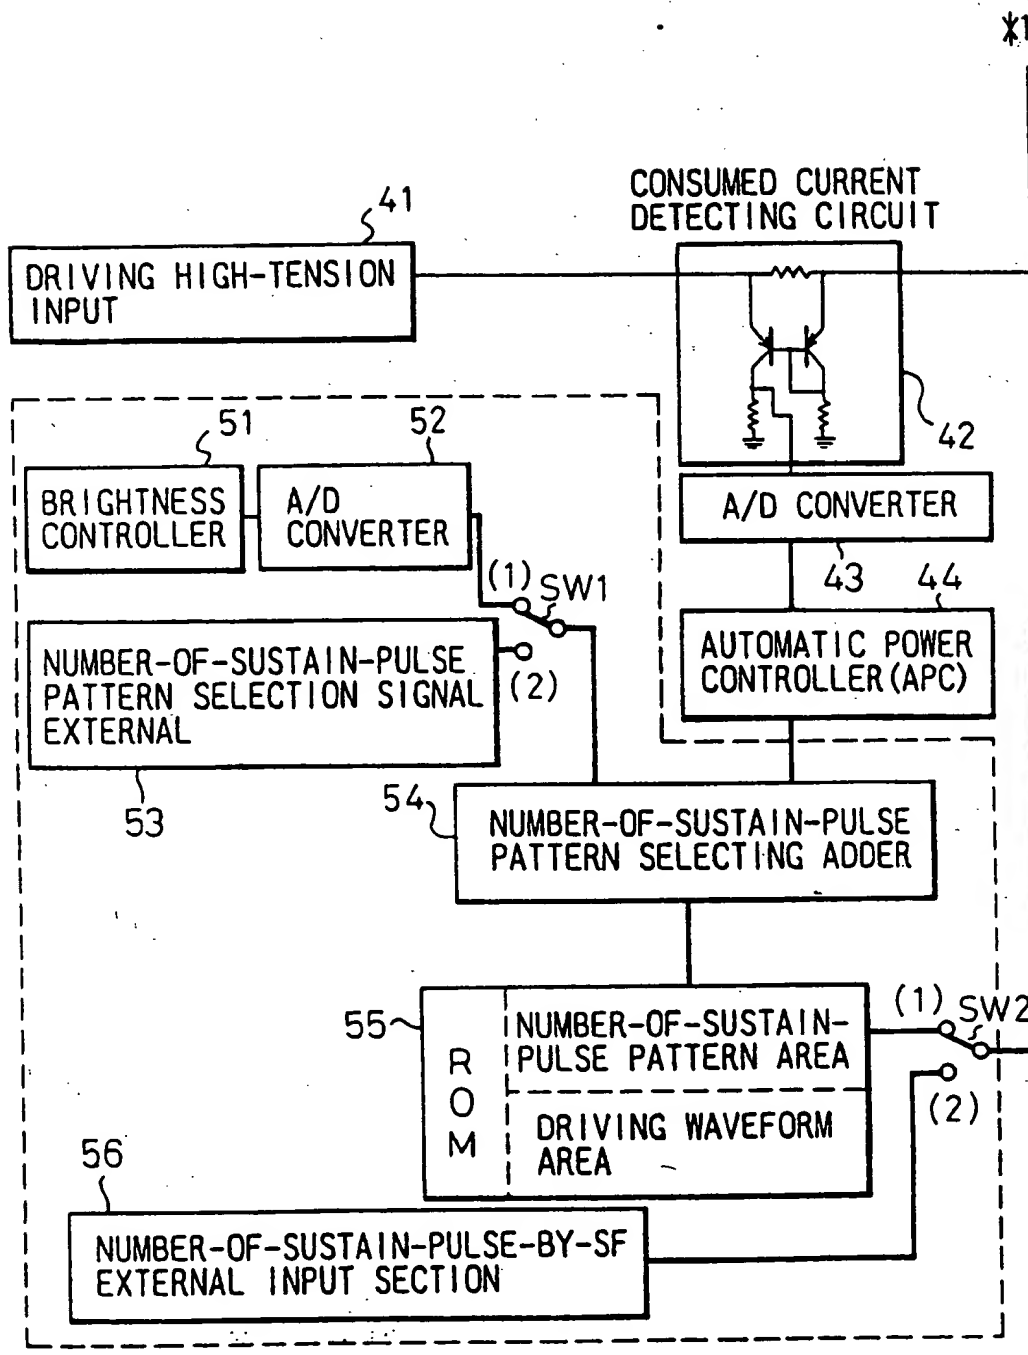 *1
41
CONSUMED CURRENT
DETECTING CIRCUIT
DRIVING HIGH-TENSION
INPUT
42
51
52
BRIGHTNESS
CONTROLLER
A/D
CONVERTER
A/D CONVERTER
43
44
(1)
SW1
(2)
NUMBER-OF-SUSTAIN-PULSE
PATTERN SELECTION SIGNAL
EXTERNAL
53
AUTOMATIC POWER
CONTROLLER(APC)
54
NUMBER-OF-SUSTAIN-PULSE
PATTERN SELECTING ADDER
55
ROM
NUMBER-OF-SUSTAIN-
PULSE PATTERN AREA
DRIVING WAVEFORM
AREA
(1)
SW2
(2)
56
NUMBER-OF-SUSTAIN-PULSE-BY-SF
EXTERNAL INPUT SECTION